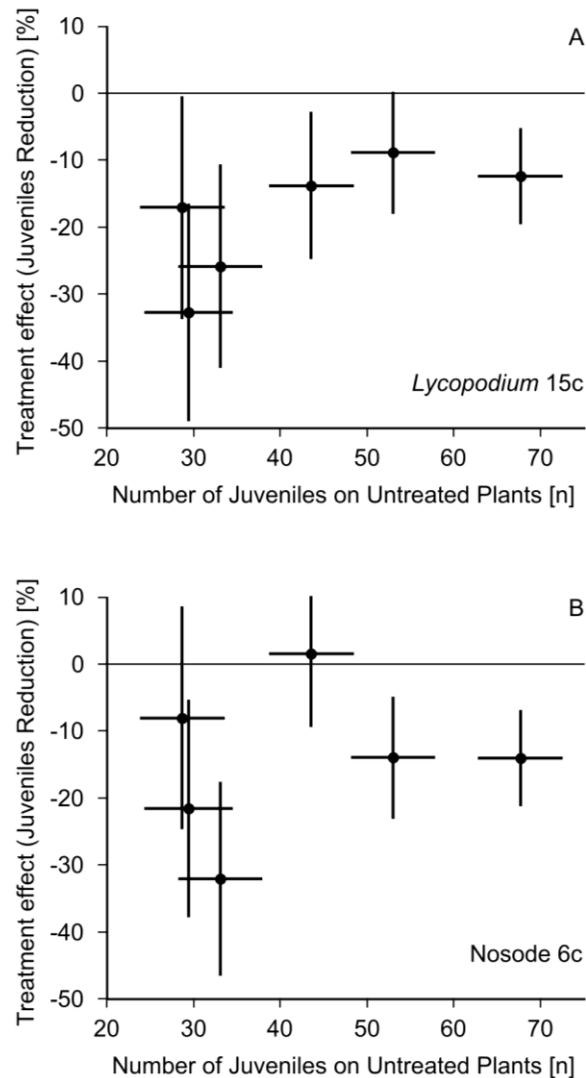 A
Treatment effect (Juveniles Reduction) [%]
10
0
-10
-20
-30
-40
-50
Lycopodium 15c
20 30 40 50 60 70
Number of Juveniles on Untreated Plants [n]
B
Treatment effect (Juveniles Reduction) [%]
10
0
-10
-20
-30
-40
-50
Nosode 6c
20 30 40 50 60 70
Number of Juveniles on Untreated Plants [n]